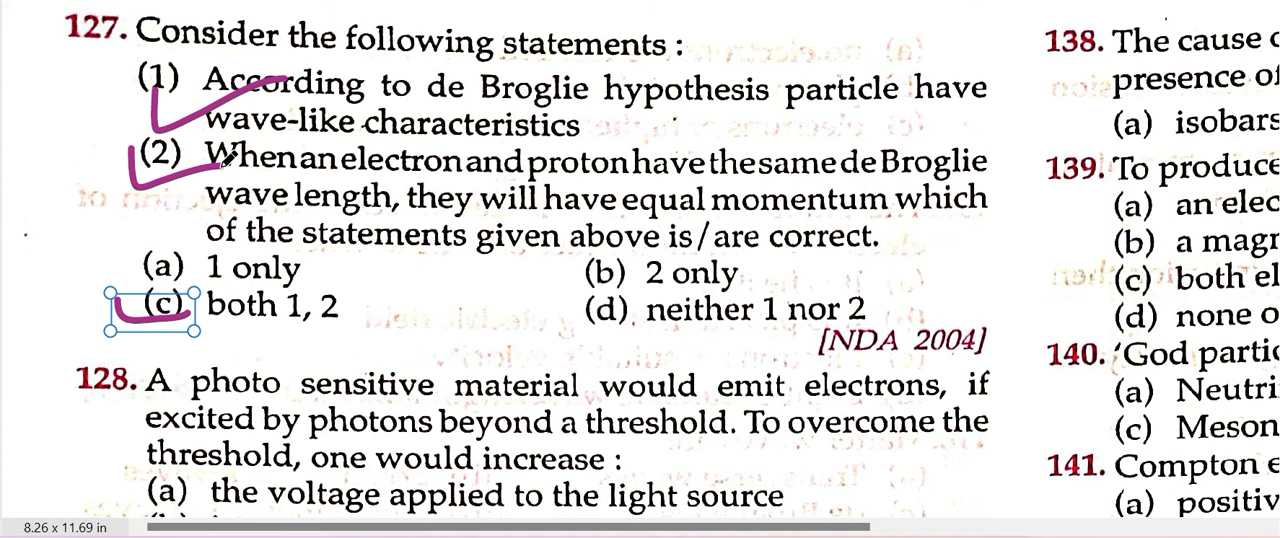 127. Consider the following statements :
(1) According to de Broglie hypothesis particle have
wave-like characteristics
(2) When an electron and proton have the same de Broglie
wave length, they will have equal momentum which
of the statements given above is/are correct.
(a) 1 only (b) 2 only
(c) both 1, 2 (d) neither 1 nor 2
[NDA 2004]
128. A photo sensitive material would emit electrons, if
excited by photons beyond a threshold. To overcome the
threshold, one would increase :
(a) the voltage applied to the light source
138. The cause
presence of
(a) isobars
139. To produce
(a) an elec
(b) a magn
(c) both el
(d) none o
140. 'God partic
(a) Neutri
(c) Meson
141. Compton e
(a) positiv
8.26 x 11.69 in